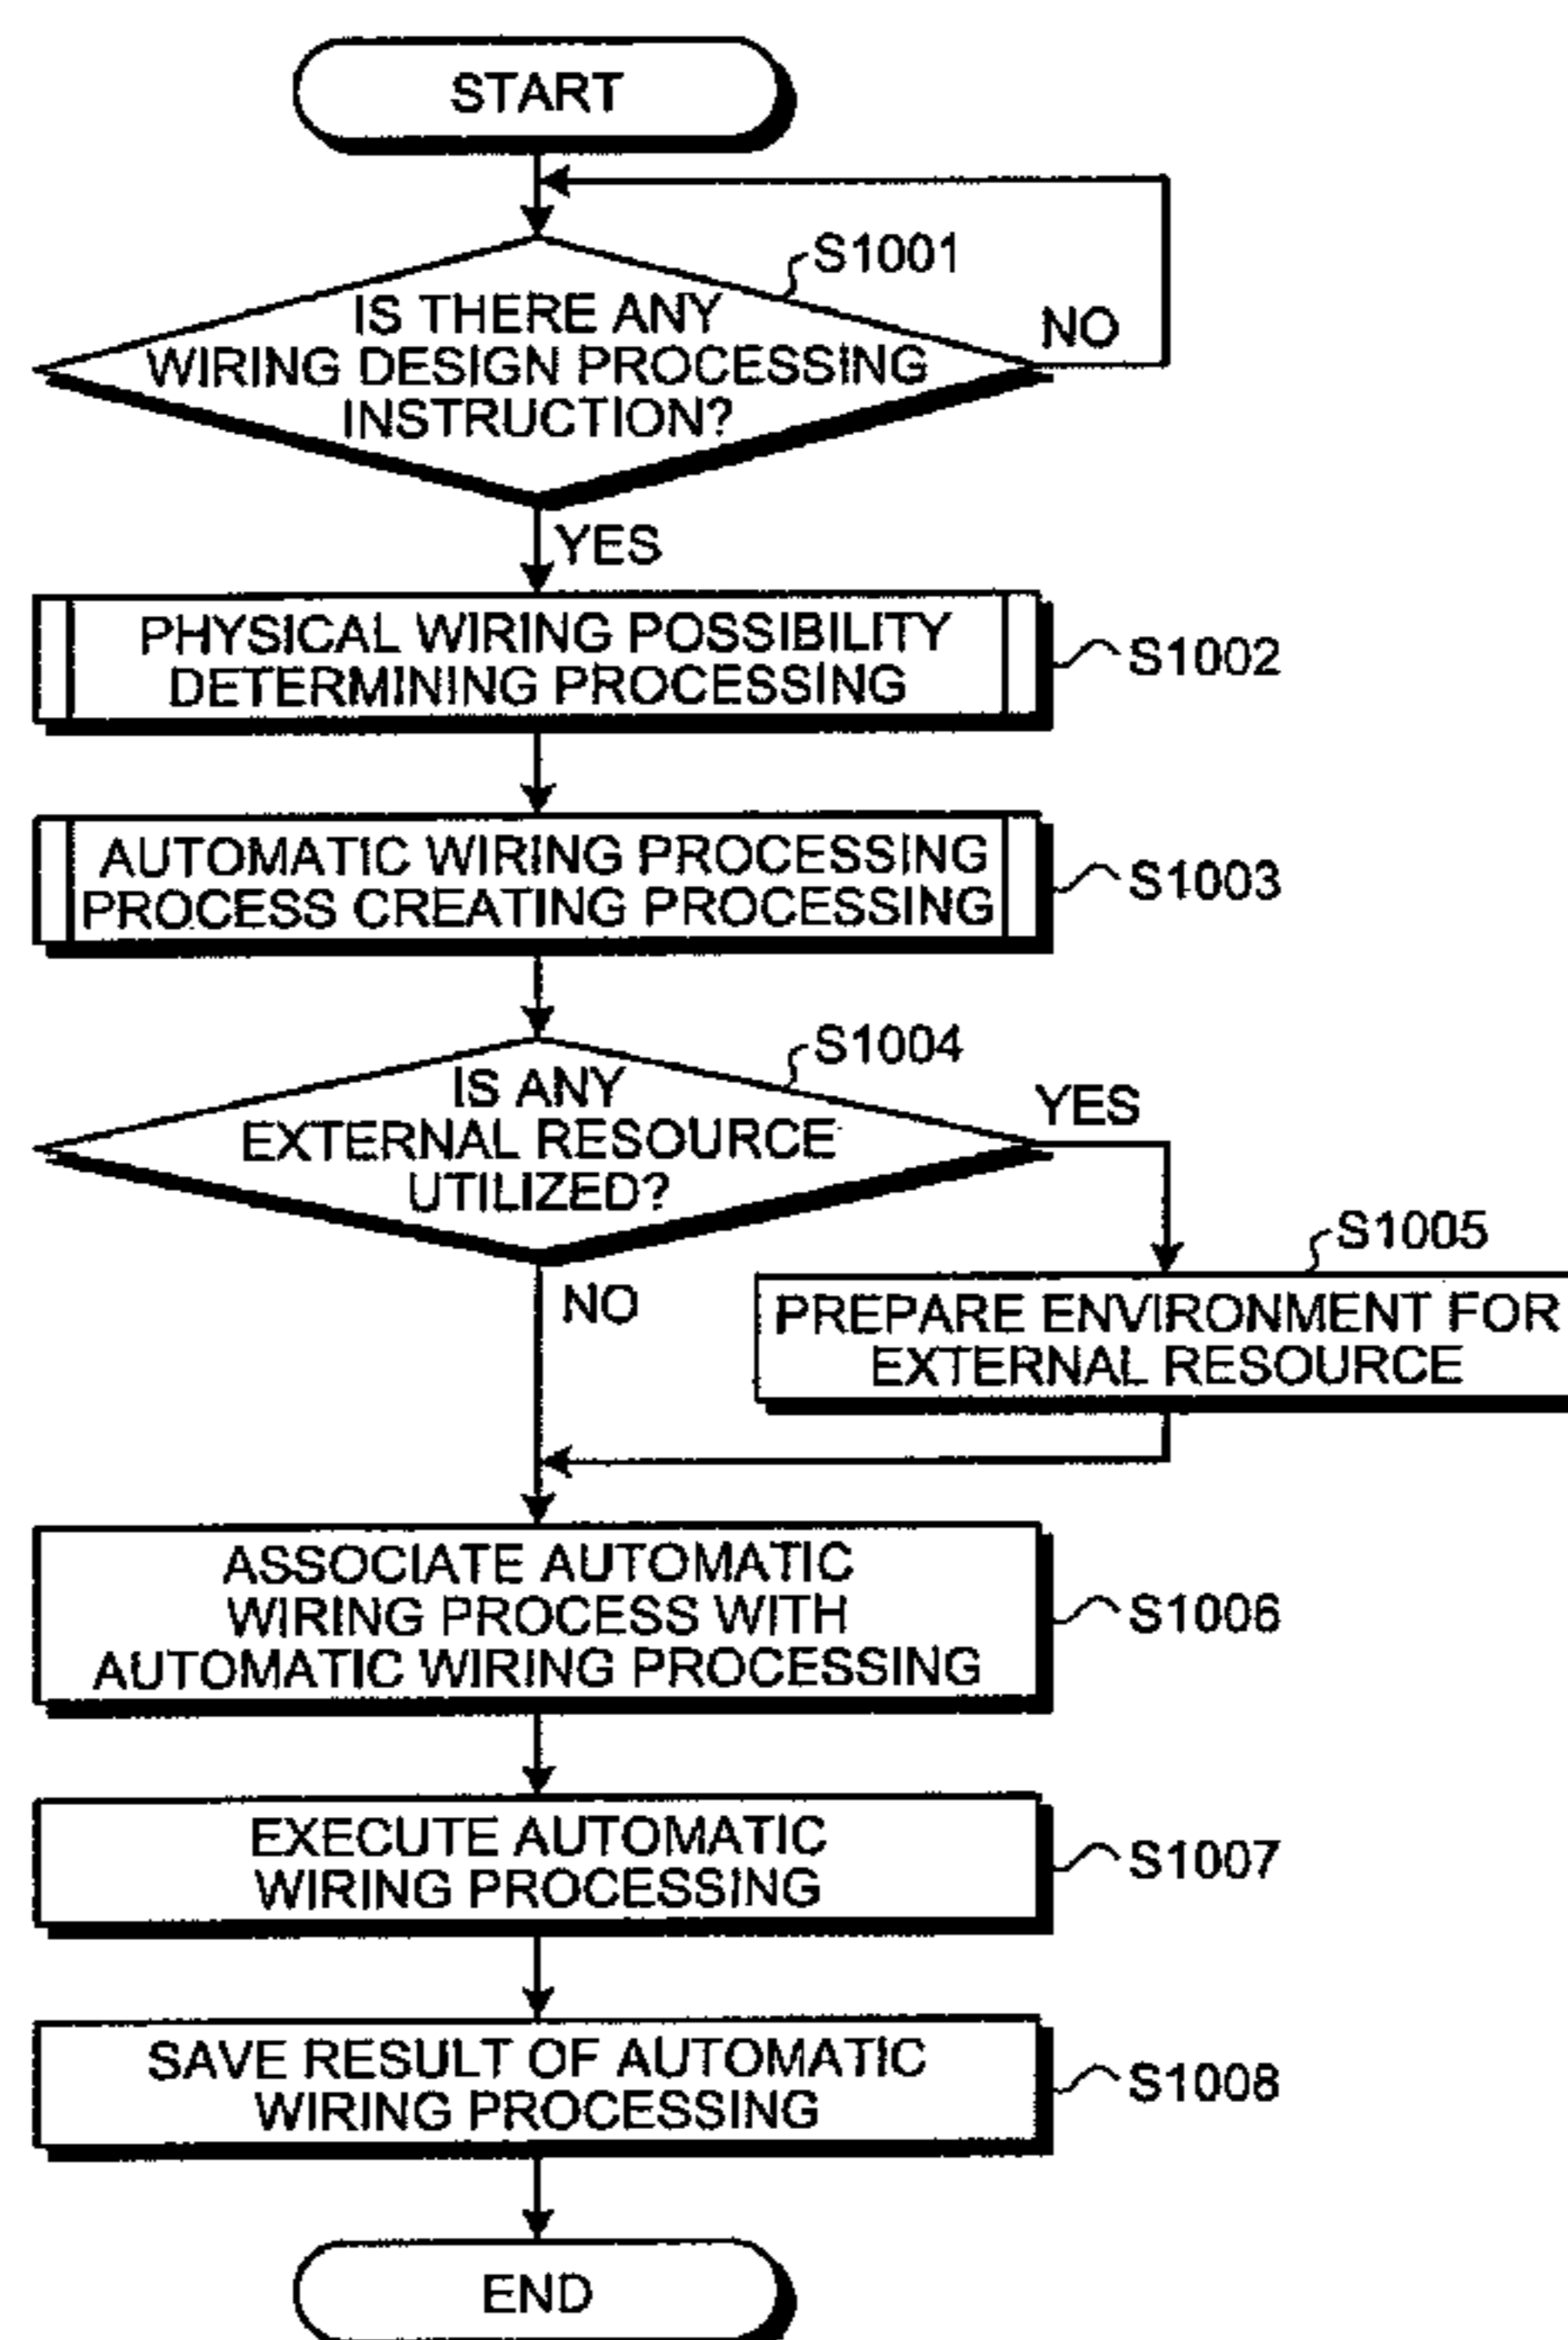 START
S1001
IS THERE ANY
WIRING DESIGN PROCESSING
INSTRUCTION?
NO
YES
PHYSICAL WIRING POSSIBILITY
DETERMINING PROCESSING
S1002
AUTOMATIC WIRING PROCESSING
PROCESS CREATING PROCESSING
S1003
S1004
IS ANY
EXTERNAL RESOURCE
UTILIZED?
YES
NO
S1005
PREPARE ENVIRONMENT FOR
EXTERNAL RESOURCE
ASSOCIATE AUTOMATIC
WIRING PROCESS WITH
AUTOMATIC WIRING PROCESSING
S1006
EXECUTE AUTOMATIC
WIRING PROCESSING
S1007
SAVE RESULT OF AUTOMATIC
WIRING PROCESSING
S1008
END